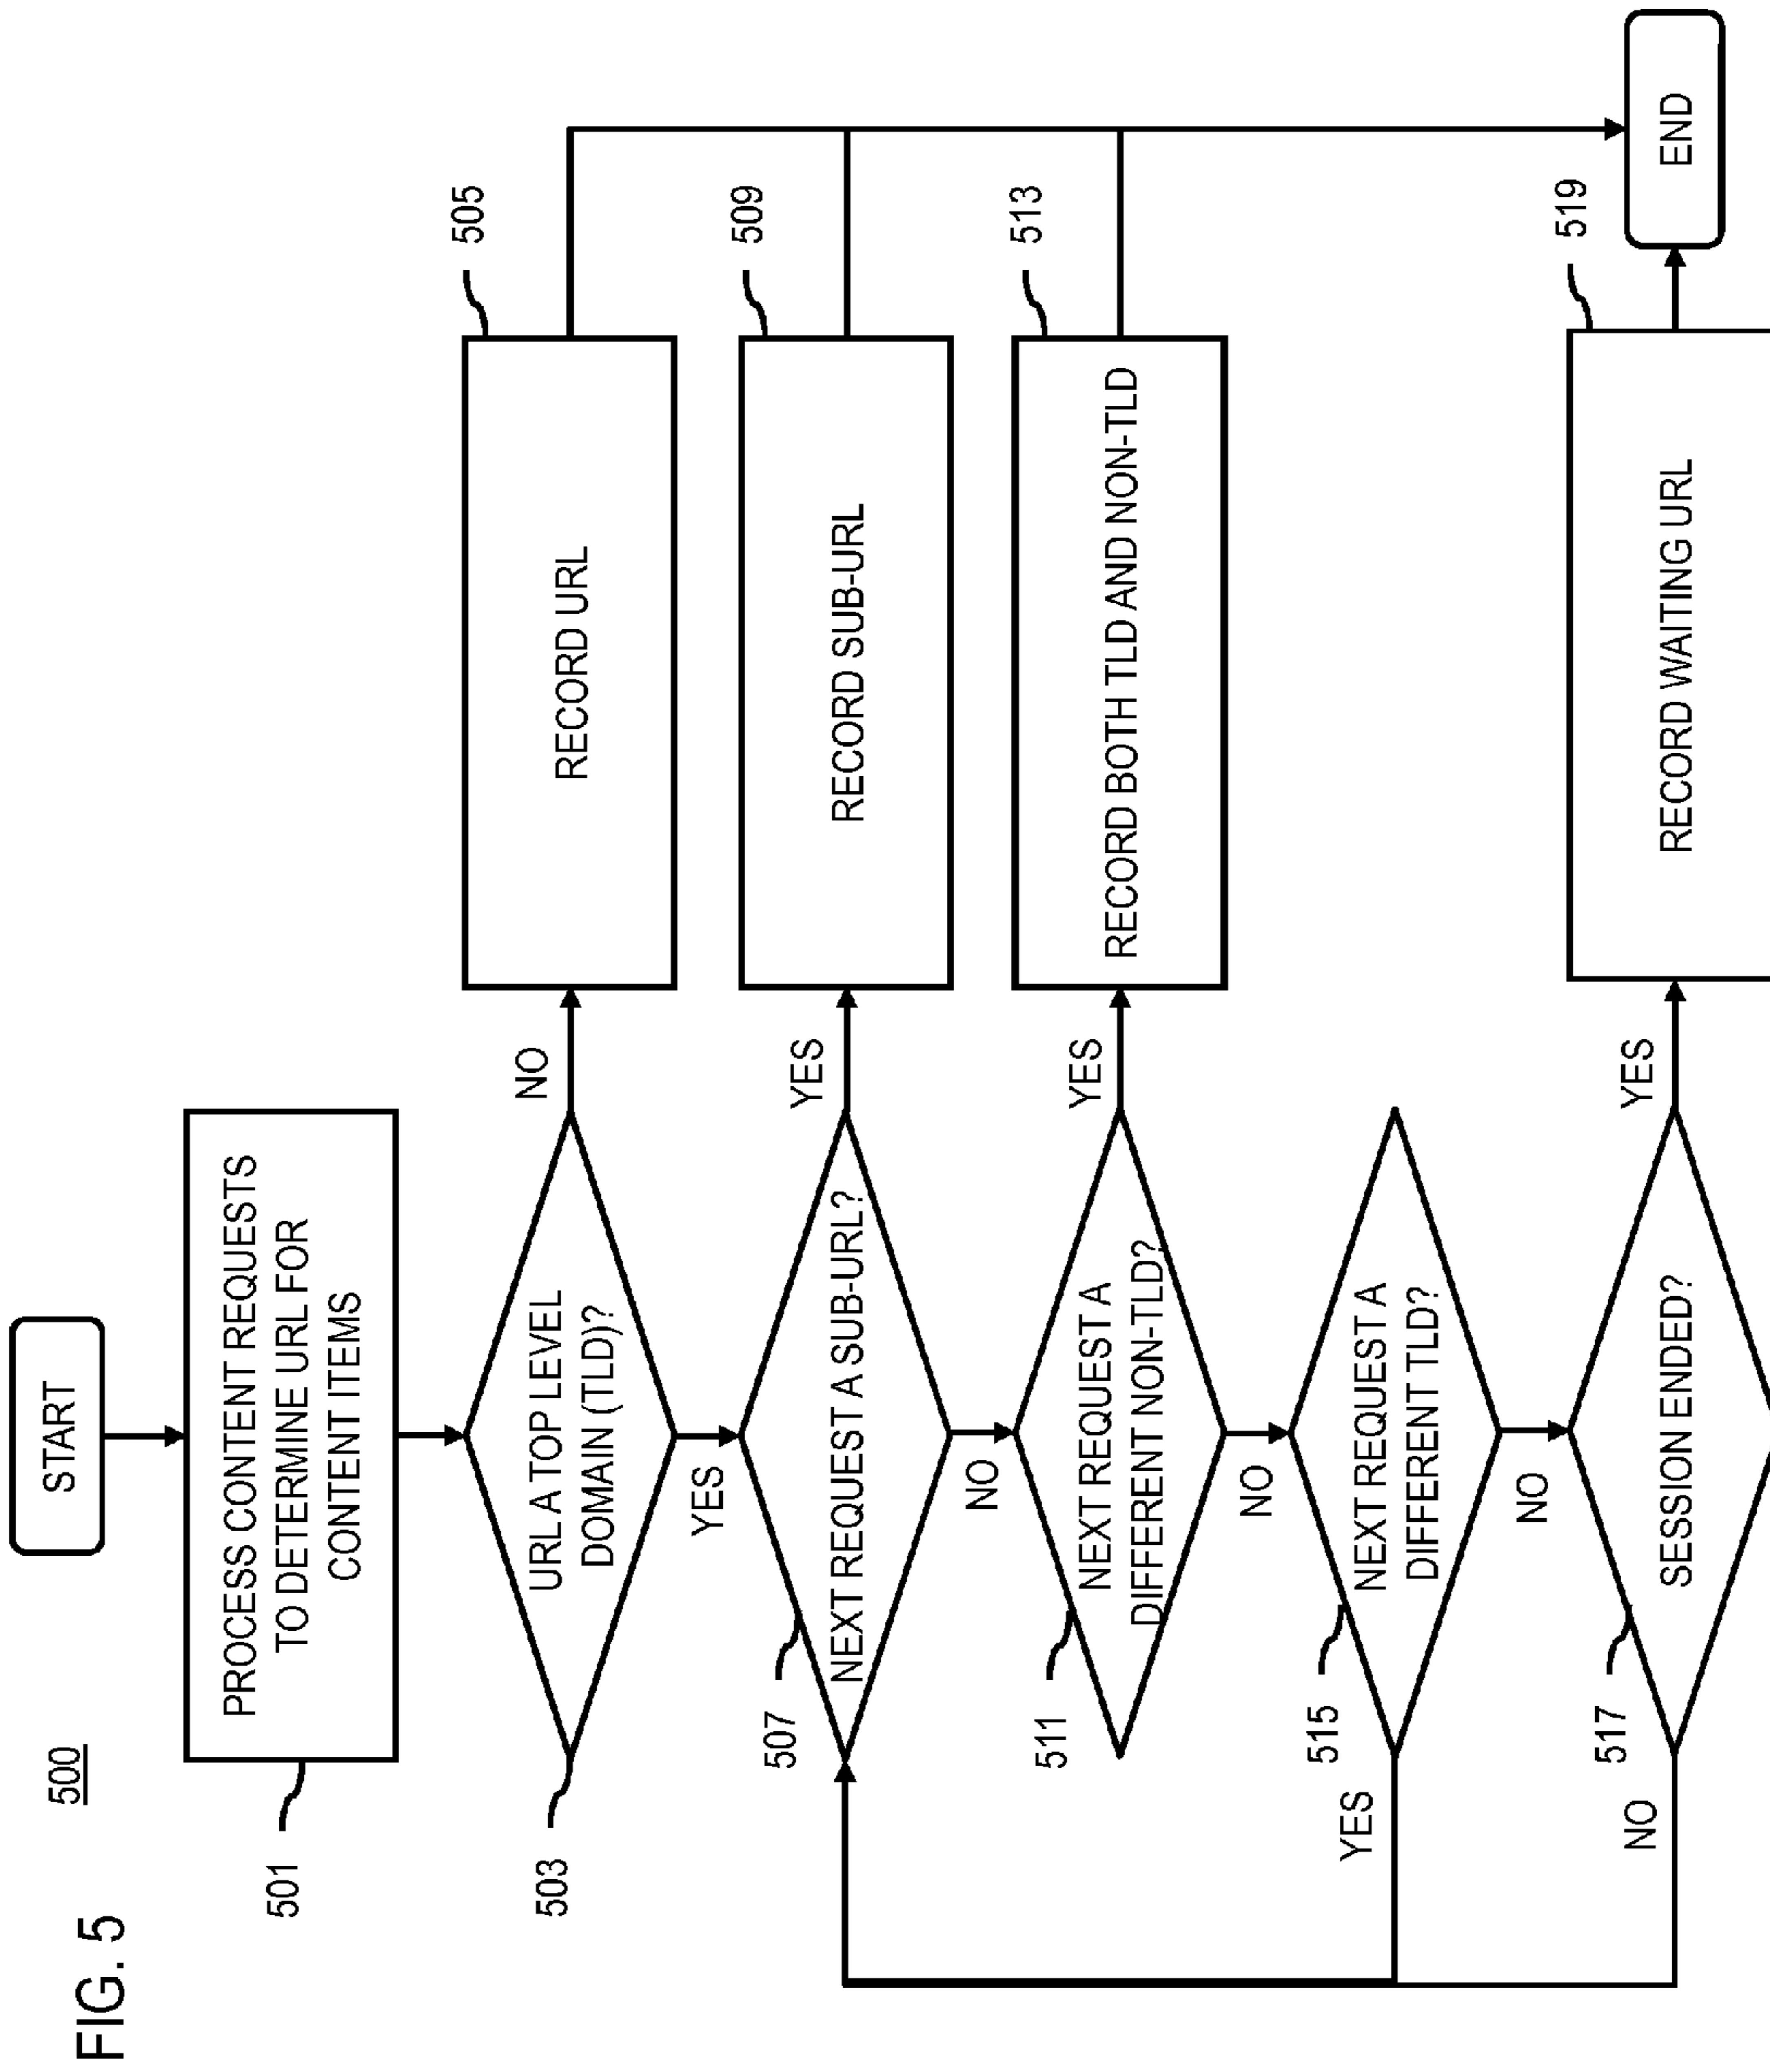 FIG. 5
500
START
501
PROCESS CONTENT REQUESTS
TO DETERMINE URL FOR
CONTENT ITEMS
503
URL A TOP LEVEL
DOMAIN (TLD)?
NO
505
RECORD URL
YES
507
NEXT REQUEST A SUB-URL?
YES
509
RECORD SUB-URL
NO
511
NEXT REQUEST A
DIFFERENT NON-TLD?
YES
513
RECORD BOTH TLD AND NON-TLD
NO
515
NEXT REQUEST A
DIFFERENT TLD?
YES
NO
517
SESSION ENDED?
NO
YES
519
RECORD WAITING URL
END